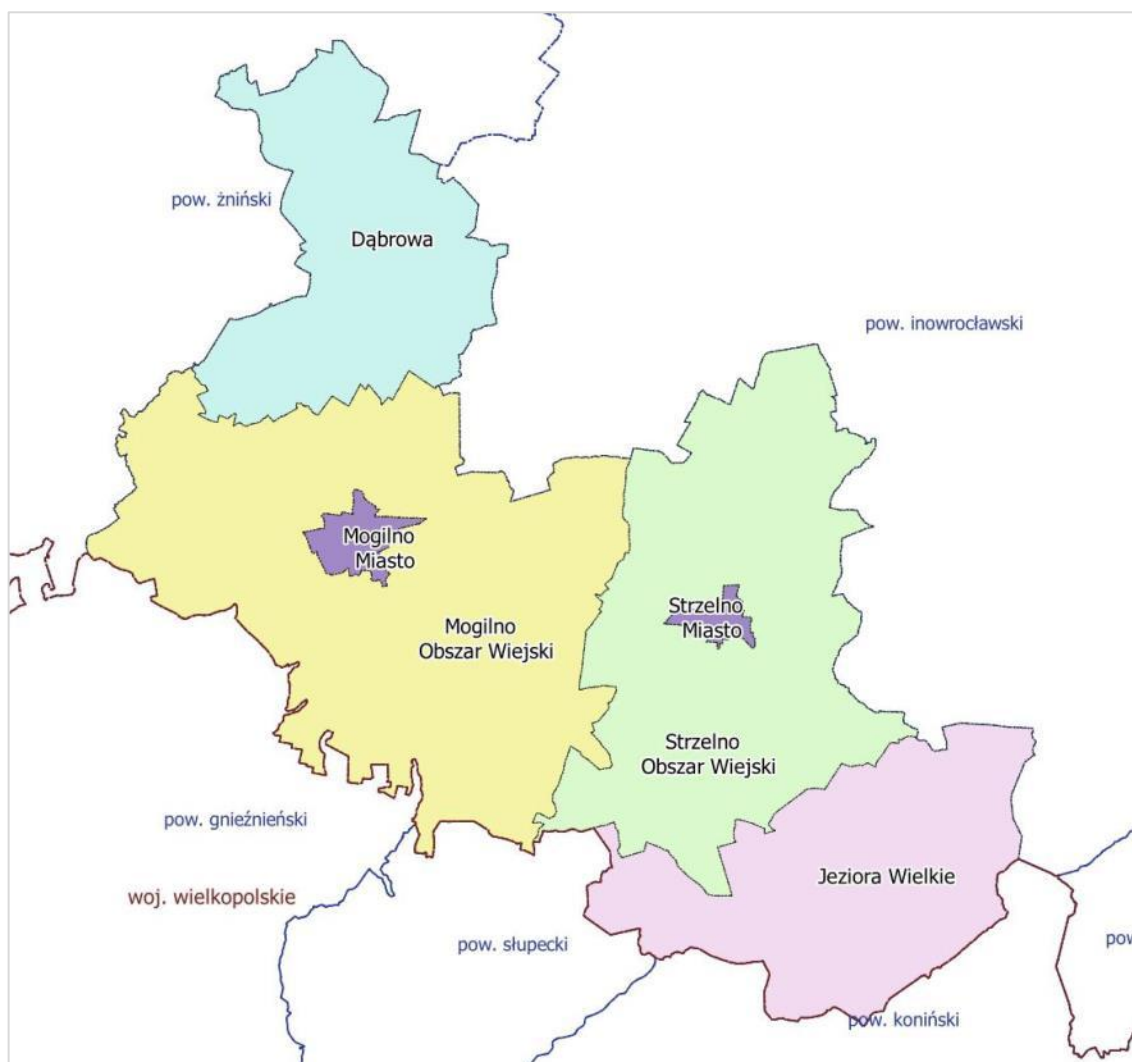 pow. żniński
Dąbrowa
pow. inowrocławski
Mogilno
Miasto
Strzelno
Miasto
Mogilno
Obszar Wiejski
Strzelno
Obszar Wiejski
pow. gnieźnieński
Jeziora Wielkie
woj. wielkopolskie
pow. słupecki
pow
pow. koniński